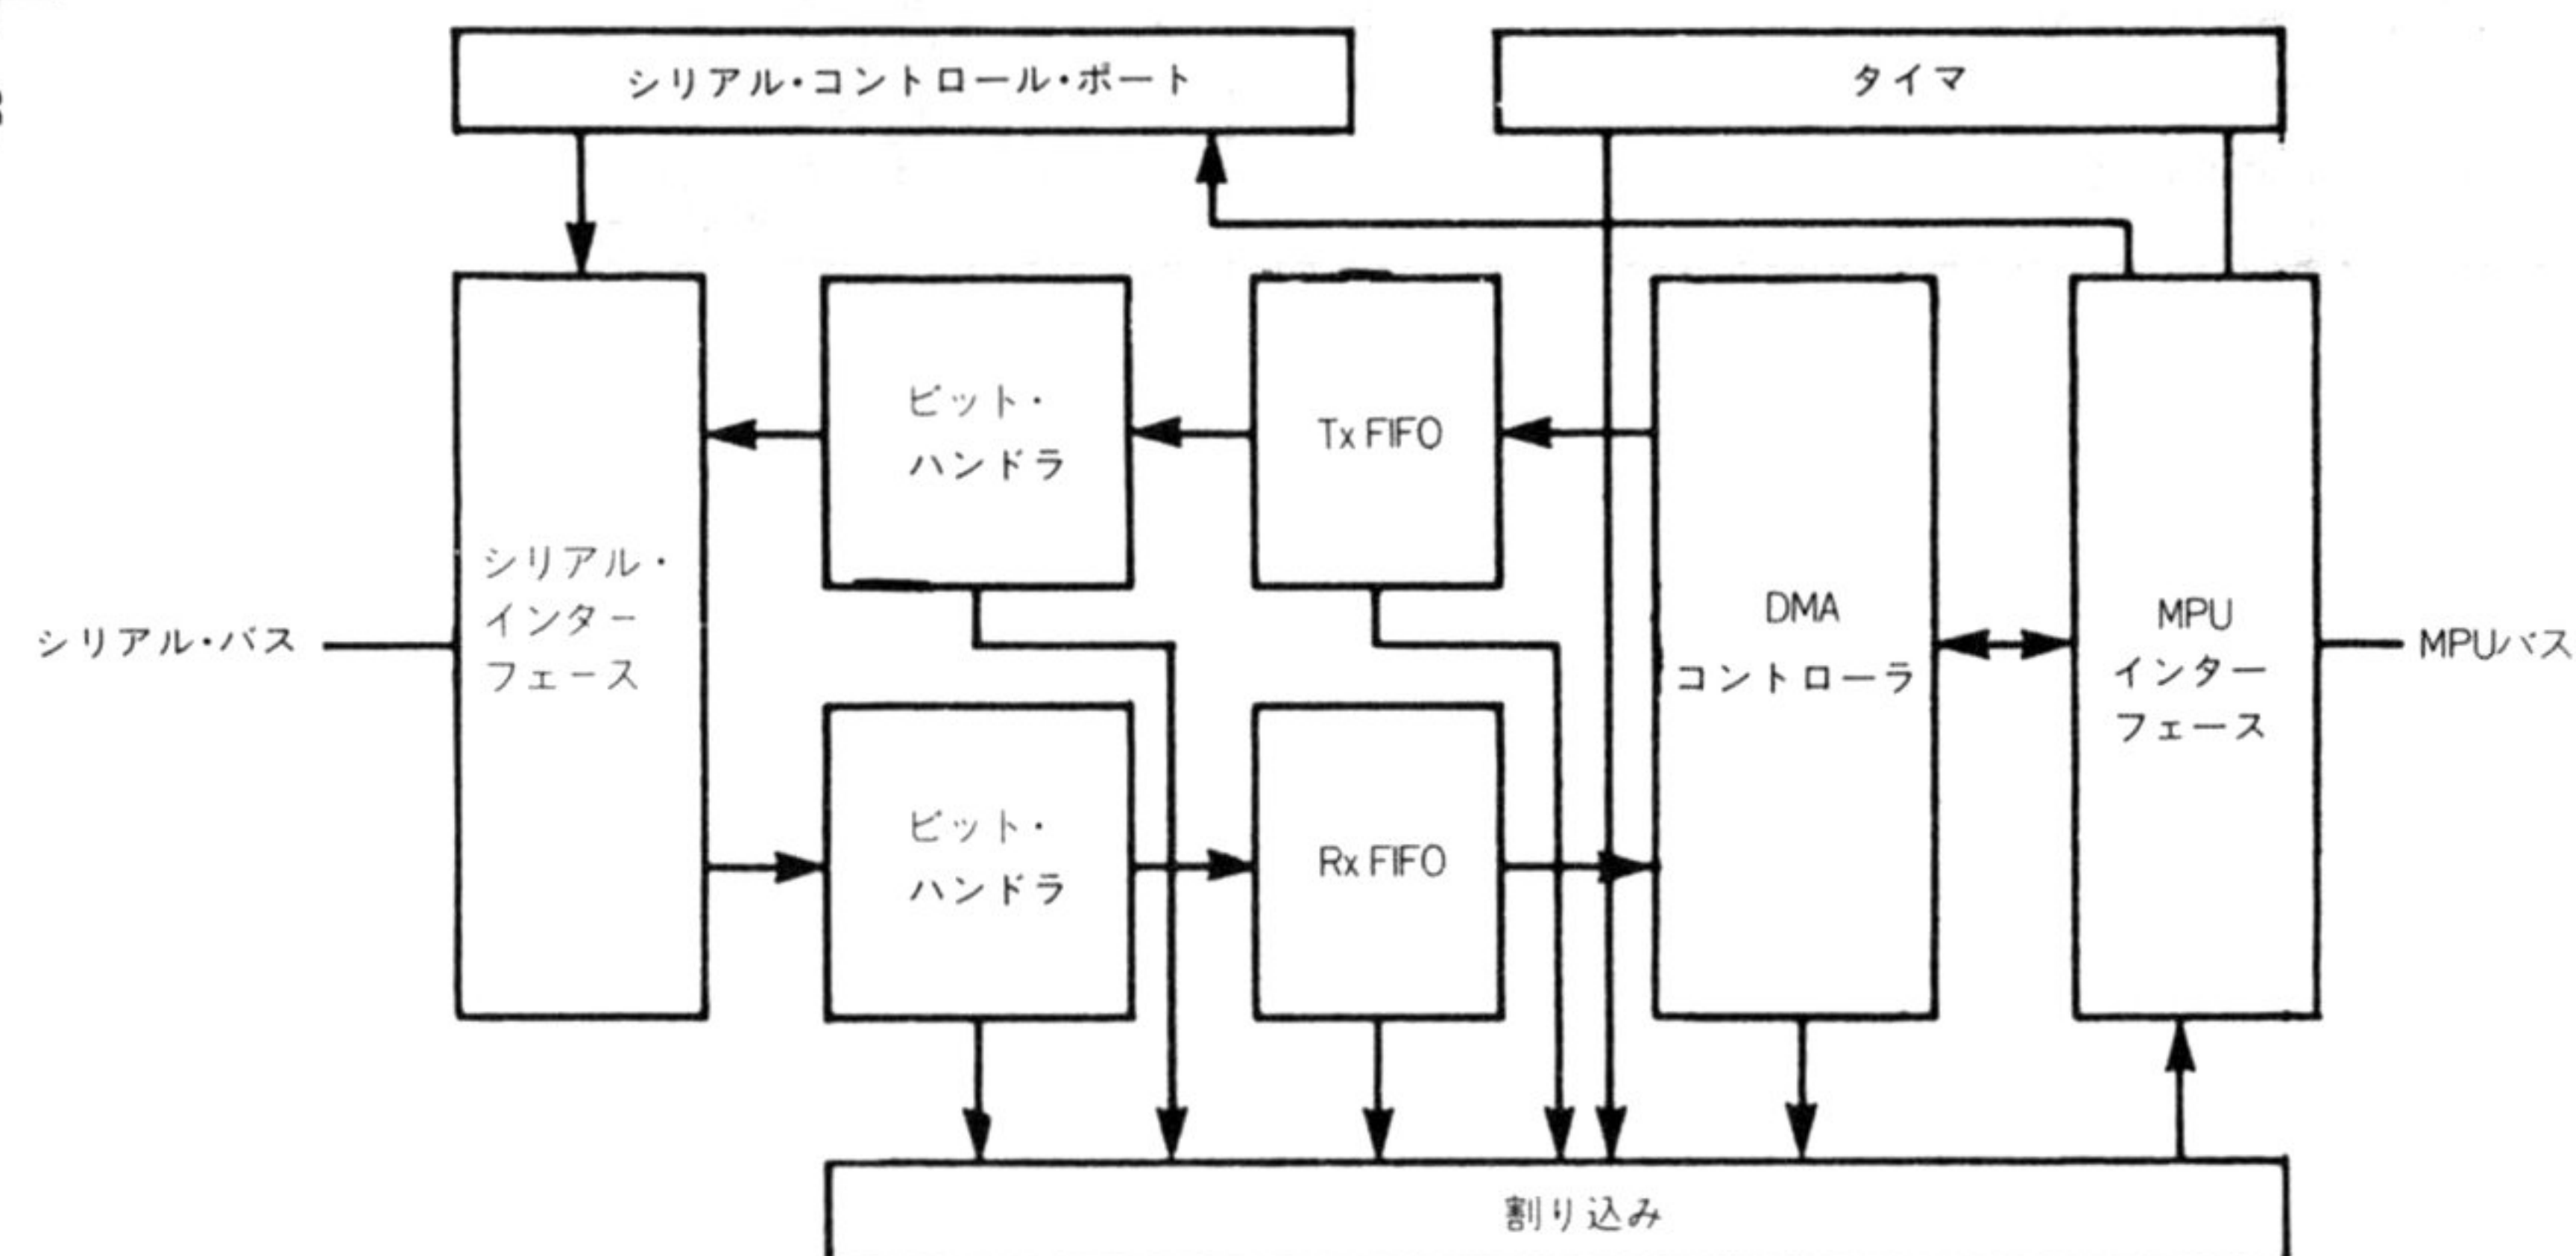 シリアル・コントロール・ポート
タイマ
ビット・
ハンドラ
Tx FIFO
シリアル・
インター
フェース
シリアル・バス
DMA
コントローラ
MPU
インター
フェース
MPUバス
ビット・
ハンドラ
Rx FIFO
割り込み